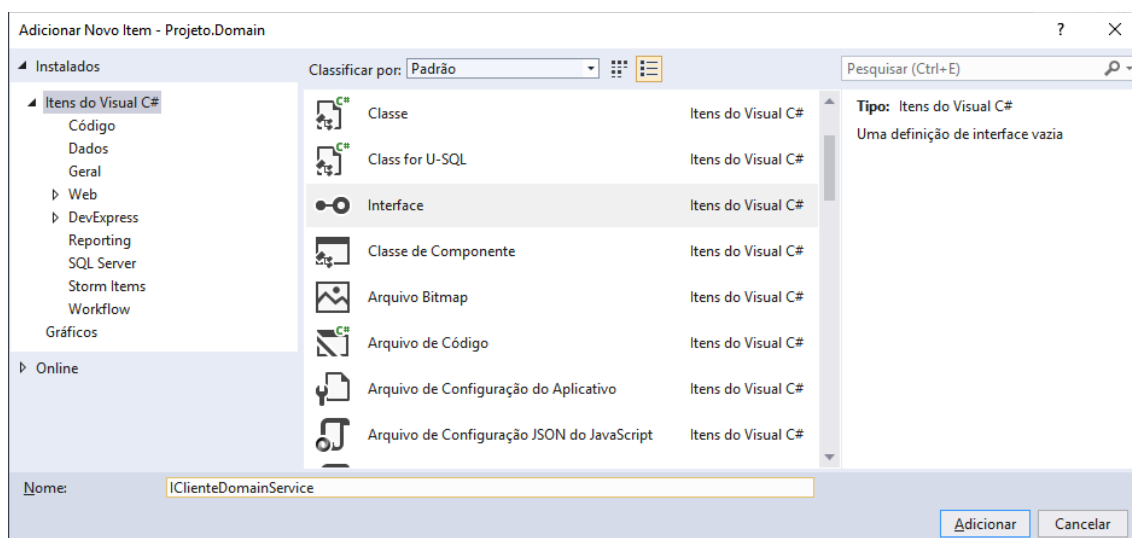 Adicionar Novo Item - Projeto.Domain
?
Instalados
Classificar por: Padrão
Pesquisar (Ctrl+E)
Itens do Visual C#
Código
Dados
Geral
Web
DevExpress
Reporting
SQL Server
Storm Items
Workflow
Gráficos
Online
C# Classe Itens do Visual C#
C# Class for U-SQL Itens do Visual C#
Interface Itens do Visual C#
Classe de Componente Itens do Visual C#
Arquivo Bitmap Itens do Visual C#
C# Arquivo de Código Itens do Visual C#
Arquivo de Configuração do Aplicativo Itens do Visual C#
Arquivo de Configuração JSON do JavaScript Itens do Visual C#
Tipo: Itens do Visual C#
Uma definição de interface vazia
Nome: IClienteDomainService
Adicionar Cancelar